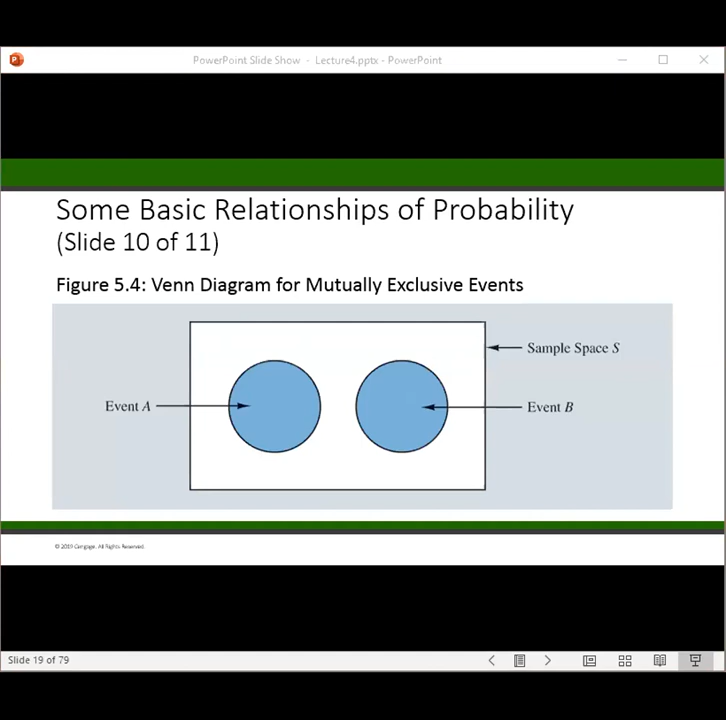 PowerPoint Slide Show - Lecture4.pptx - PowerPoint
Some Basic Relationships of Probability
(Slide 10 of 11)
Figure 5.4: Venn Diagram for Mutually Exclusive Events
Sample Space S
Event A
Event B
© 2019 Cengage. All Rights Reserved.
Slide 19 of 79